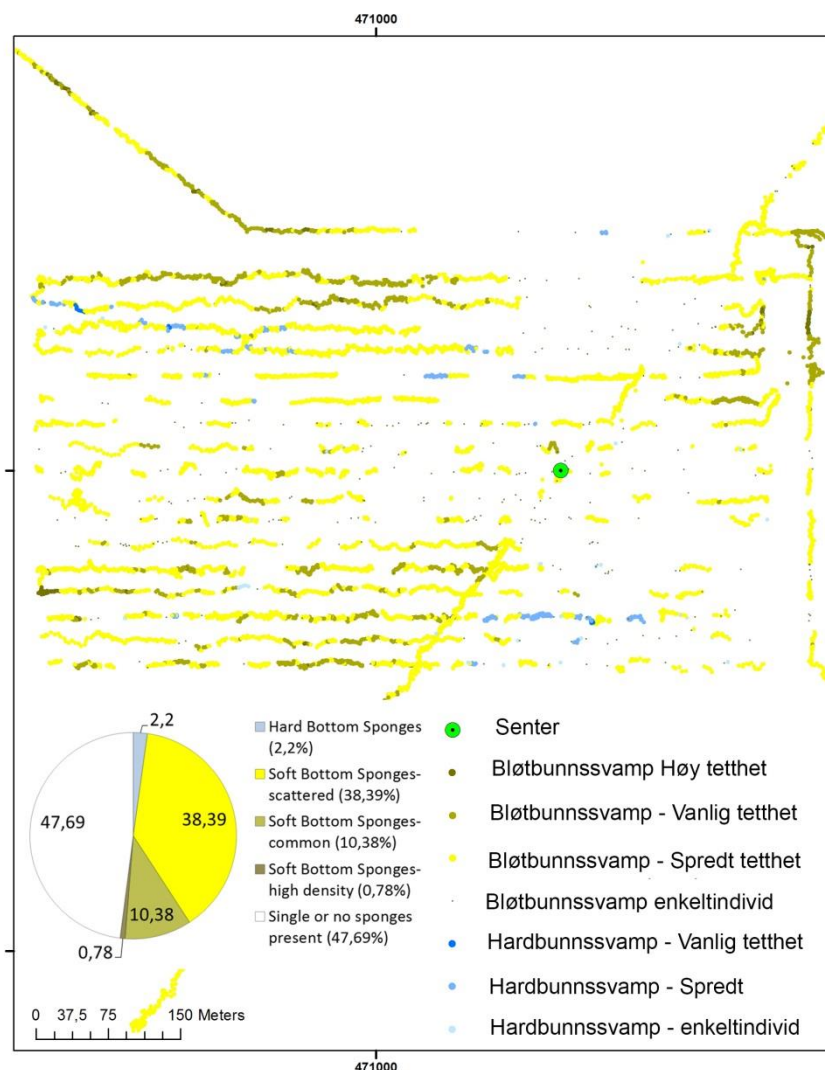 471000
2,2
38,39
10,38
0,78
47,69
Hard Bottom Sponges
(2,2%)
Soft Bottom Sponges-
scattered (38,39%)
Soft Bottom Sponges-
common (10,38%)
Soft Bottom Sponges-
high density (0,78%)
Single or no sponges
present (47,69%)
Senter
Bløtbunnssvamp Høy tetthet
Bløtbunnssvamp - Vanlig tetthet
Bløtbunnssvamp - Spredt tetthet
Bløtbunnssvamp enkeltindivid
Hardbunnssvamp - Vanlig tetthet
Hardbunnssvamp - Spredt
Hardbunnssvamp - enkeltindivid
0 37,5 75 150 Meters
471000